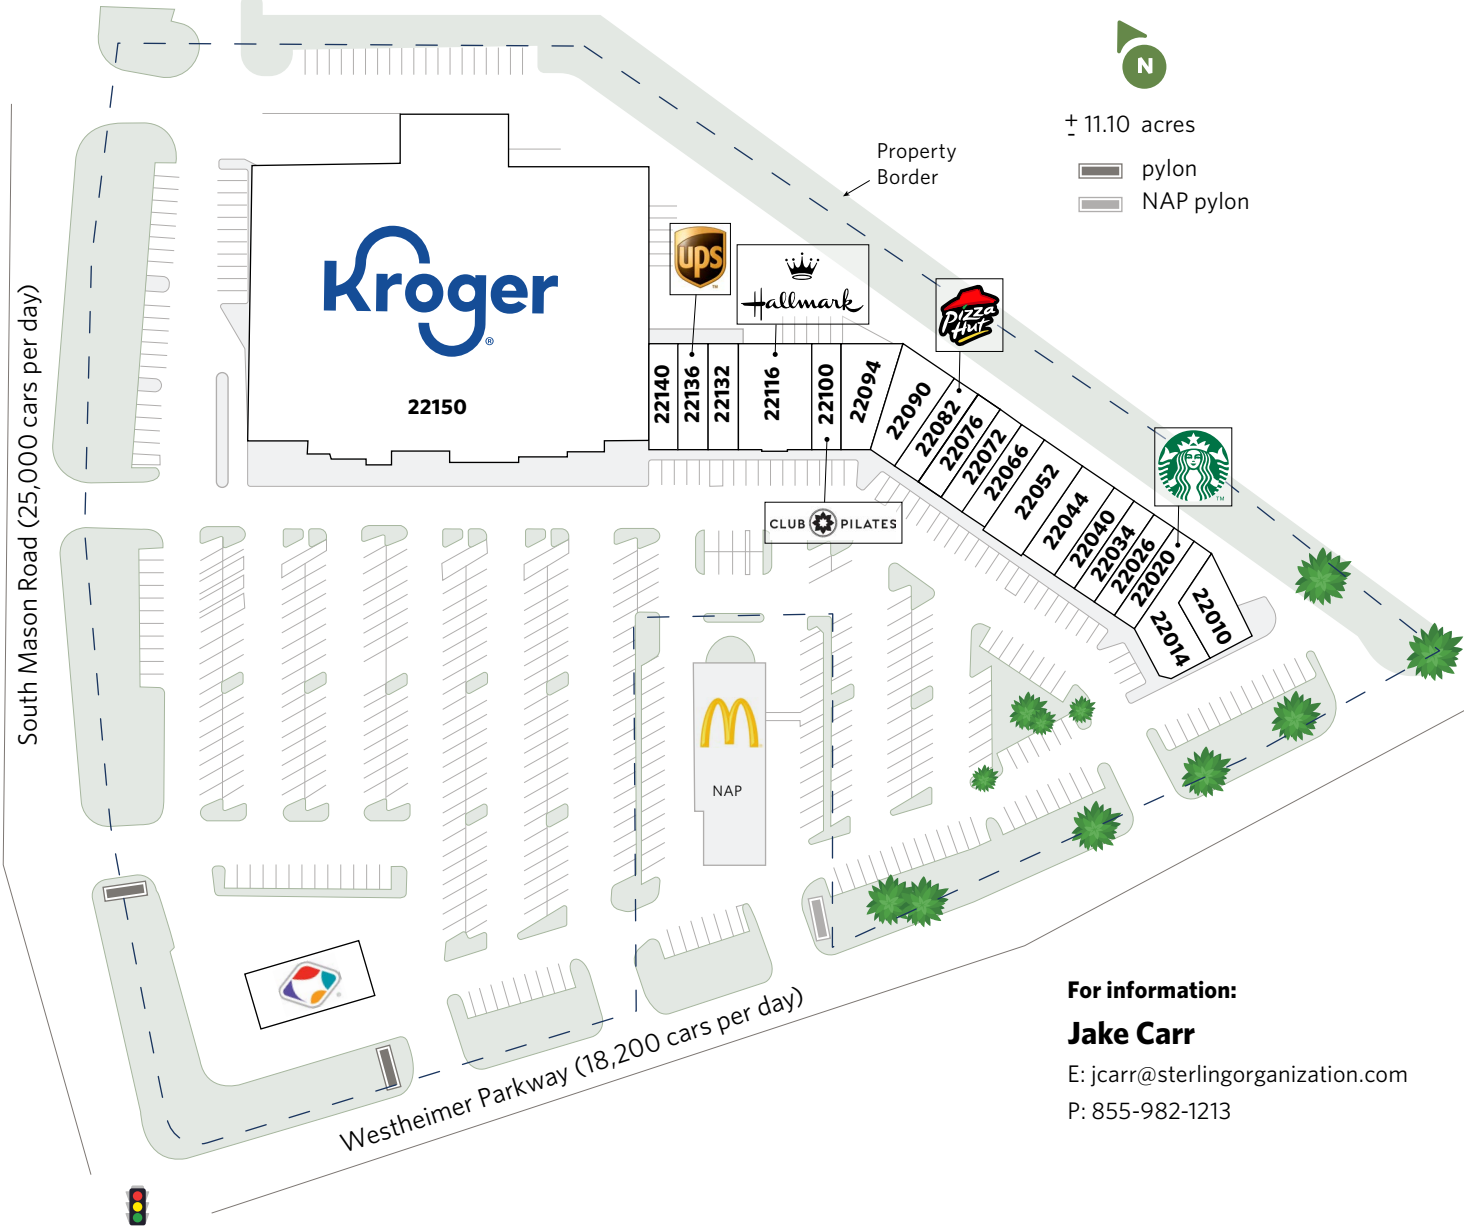 N
± 11.10 acres
pylon
NAP pylon
Property
Border
South Mason Road (25,000 cars per day)
Kroger
®
22150
ups
™
Hallmark
Pizza
Hut
22140
22136
22132
22116
22100
22094
22090
22082
22076
22072
22066
22052
22044
22040
22034
22026
22020
22014
22010
™
CLUB PILATES
NAP
Westheimer Parkway (18,200 cars per day)
For information:
Jake Carr
E: jcarr@sterlingorganization.com
P: 855-982-1213